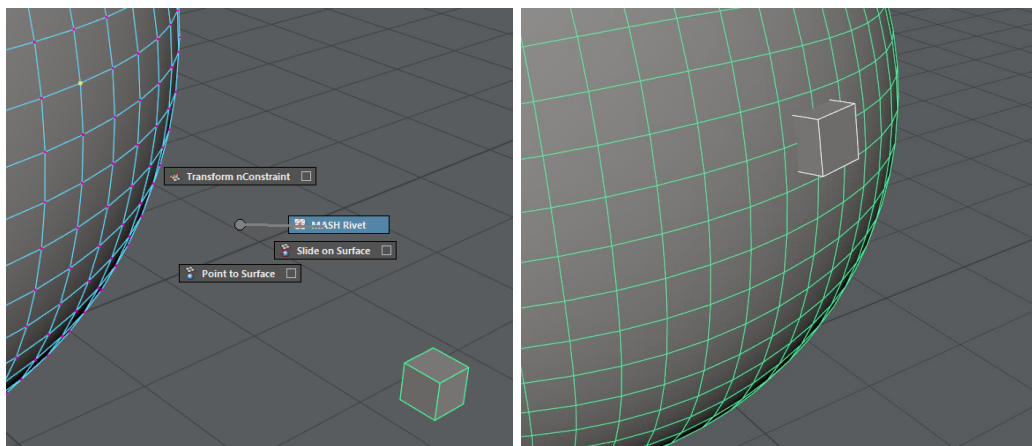 Transform nConstraint
MASH Rivet
Slide on Surface
Point to Surface